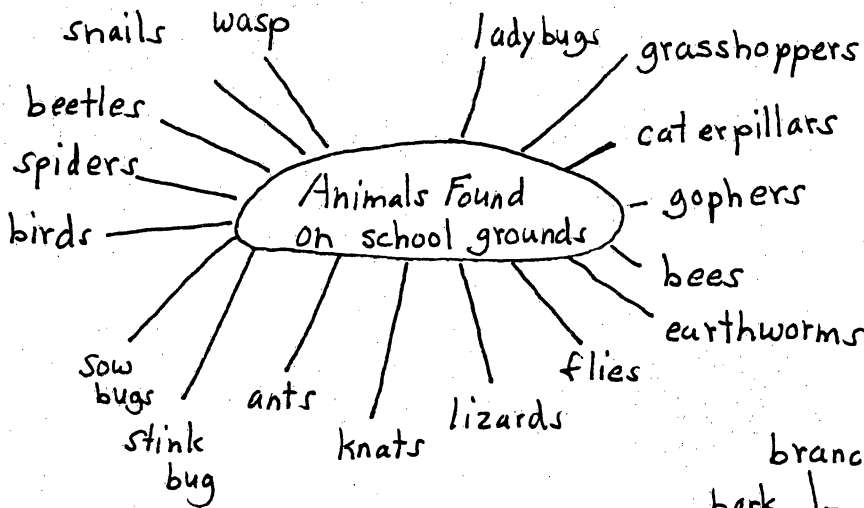 snails wasp ladybugs grasshoppers
beetles caterpillars
spiders Animals Found gophers
birds on school grounds
bees
earthworms
sow bugs ants flies
stink bug knats lizards
branc
bark